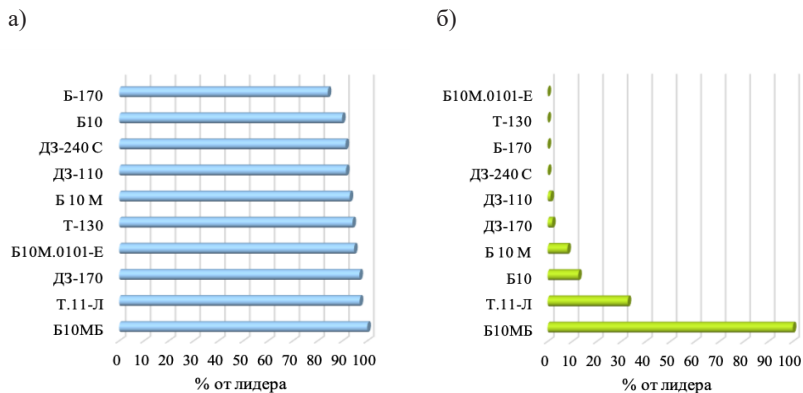 а)
Б-170
Б10
ДЗ-240 С
ДЗ-110
Б 10 М
Т-130
Б10М.0101-Е
ДЗ-170
Т.11-Л
Б10МБ
0 10 20 30 40 50 60 70 80 90 100
% от лидера
б)
Б10М.0101-Е
Т-130
Б-170
ДЗ-240 С
ДЗ-110
ДЗ-170
Б 10 М
Б10
Т.11-Л
Б10МБ
0 10 20 30 40 50 60 70 80 90 100
% от лидера